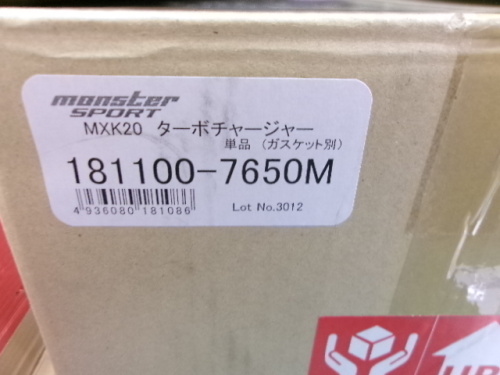 monster
SPORT
MXK20 ターボチャージャー
単品 （ガスケット別）
181100-7650M
4 936080 181086
Lot No.3012
UP